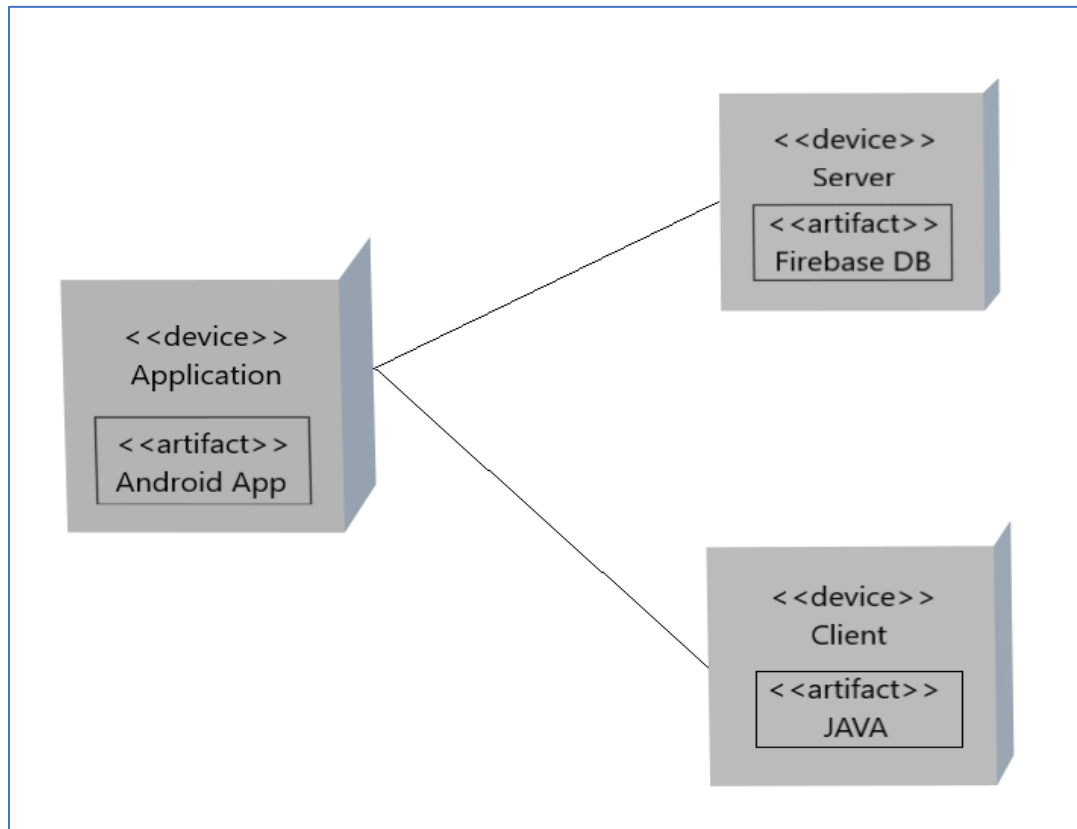 <<device>>
Application
<<artifact>>
Android App
<<device>>
Server
<<artifact>>
Firebase DB
<<device>>
Client
<<artifact>>
JAVA